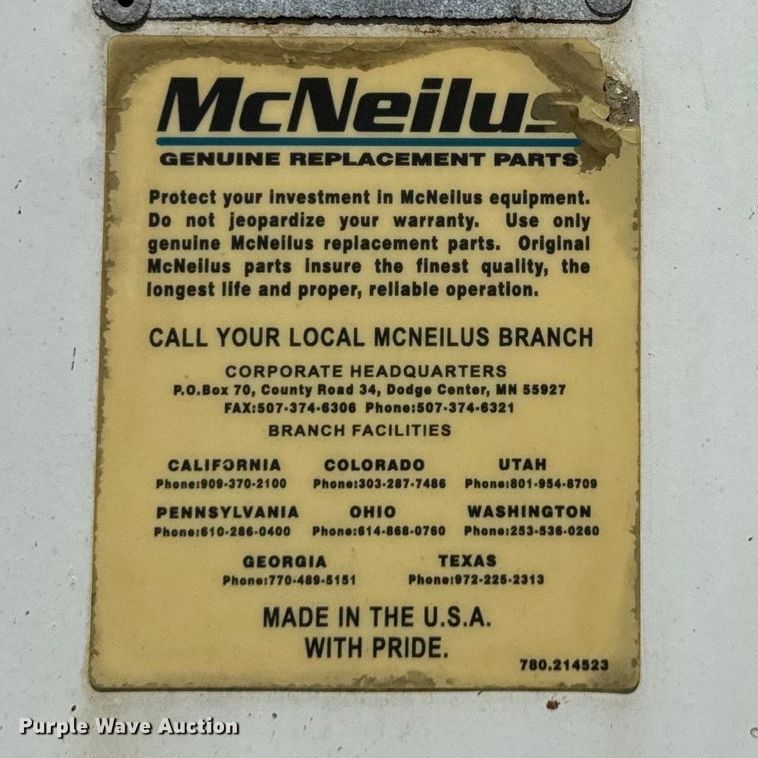 McNeilus
GENUINE REPLACEMENT PARTS
Protect your investment in McNeilus equipment.
Do not jeopardize your warranty. Use only
genuine McNeilus replacement parts. Original
McNeilus parts insure the finest quality, the
longest life and proper, reliable operation.
CALL YOUR LOCAL MCNEILUS BRANCH
CORPORATE HEADQUARTERS
P.O.Box 70, County Road 34, Dodge Center, MN 55927
FAX:507-374-6306 Phone:507-374-6321
BRANCH FACILITIES
CALIFORNIA COLORADO UTAH
Phone:909-370-2100 Phone:303-287-7486 Phone:801-954-8709
PENNSYLVANIA OHIO WASHINGTON
Phone:610-286-0400 Phone:614-868-0760 Phone:253-536-0260
GEORGIA TEXAS
Phone:770-489-5151 Phone:972-225-2313
MADE IN THE U.S.A.
WITH PRIDE.
780.214523
Purple Wave Auction